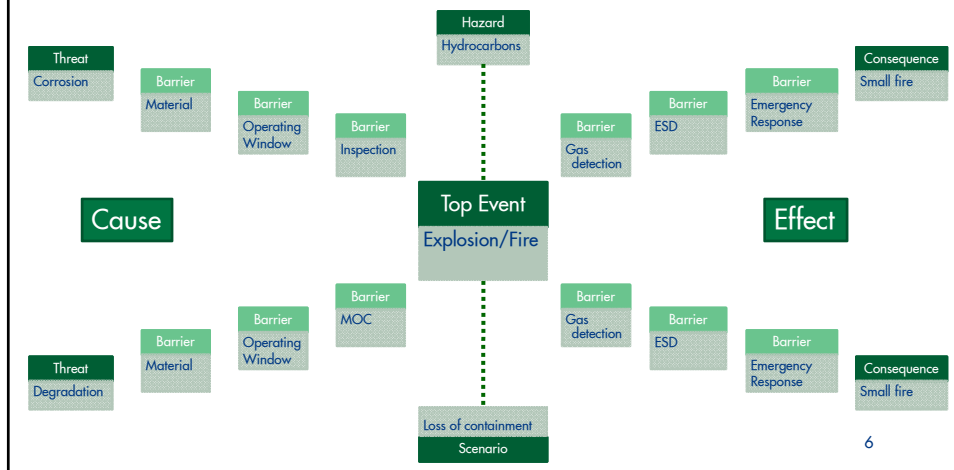 Hazard
Hydrocarbons
Threat
Corrosion
Barrier
Material
Barrier
Operating
Window
Barrier
Inspection
Barrier
Gas
detection
Barrier
ESD
Barrier
Emergency
Response
Consequence
Small fire
Cause
Top Event
Explosion/Fire
Effect
Threat
Degradation
Barrier
Material
Barrier
Operating
Window
Barrier
MOC
Barrier
Gas
detection
Barrier
ESD
Barrier
Emergency
Response
Consequence
Small fire
Loss of containment
Scenario
6